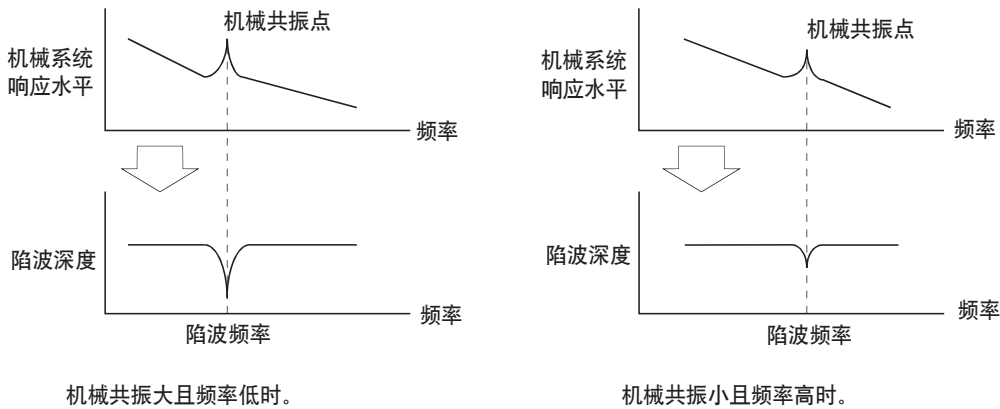 机械共振点
机械系统
响应水平
频率
陷波深度
频率
陷波频率
机械共振大且频率低时。
机械共振点
机械系统
响应水平
频率
陷波深度
频率
陷波频率
机械共振小且频率高时。